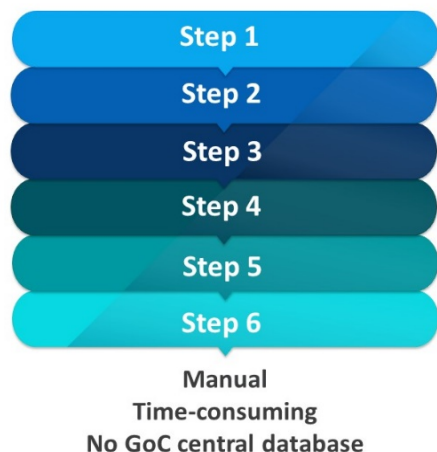 Step 1
Step 2
Step 3
Step 4
Step 5
Step 6
Manual
Time-consuming
No GoC central database